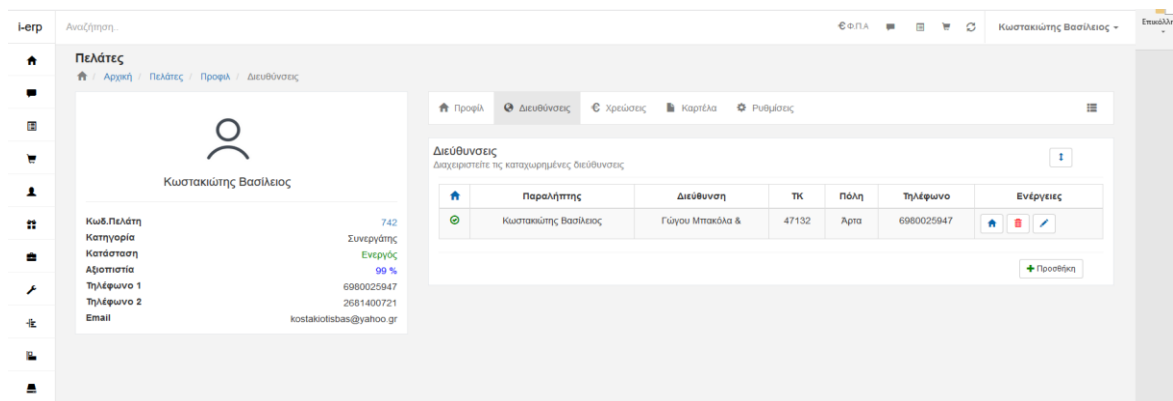 i-erp Αναζήτηση.. € Φ.Π.Α Κωστακιώτης Βασίλειος
Πελάτες
/ Αρχική / Πελάτες / Προφιλ / Διευθύνσεις
Προφίλ Διευθύνσεις € Χρεώσεις Καρτέλα Ρυθμίσεις
Κωστακιώτης Βασίλειος
Κωδ.Πελάτη 742
Κατηγορία Συνεργάτης
Κατάσταση Ενεργός
Αξιοπιστία 99 %
Τηλέφωνο 1 6980025947
Τηλέφωνο 2 2681400721
Email kostakiotisbas@yahoo.gr
Διευθύνσεις
Διαχειριστείτε τις καταχωρημένες διευθύνσεις
Παραλήπτης Διεύθυνση ΤΚ Πόλη Τηλέφωνο Ενέργειες
Κωστακιώτης Βασίλειος Γώγου Μπακόλα & 47132 Άρτα 6980025947
Προσθήκη